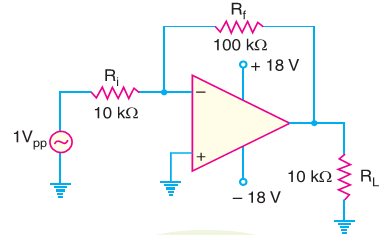 R_f
100 kΩ
+ 18 V
R_i
10 kΩ
−
1V_pp
+
10 kΩ R_L
− 18 V